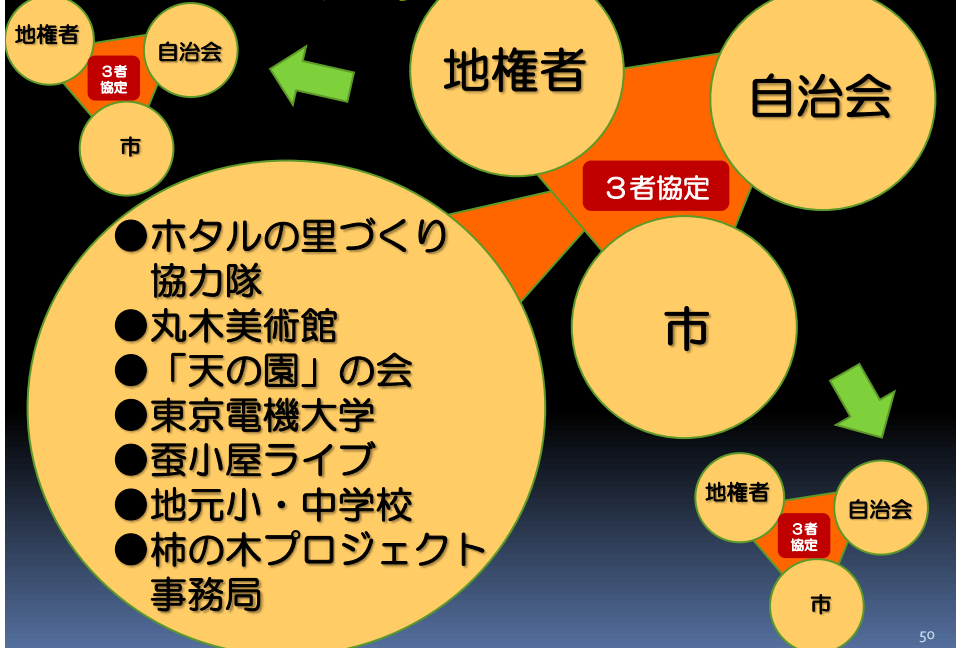 地権者
自治会
3者
協定
市
地権者
自治会
3者協定
市
●ホタルの里づくり
協力隊
●丸木美術館
●「天の園」の会
●東京電機大学
●蚕小屋ライブ
●地元小・中学校
●柿の木プロジェクト
事務局
地権者
自治会
3者
協定
市
50